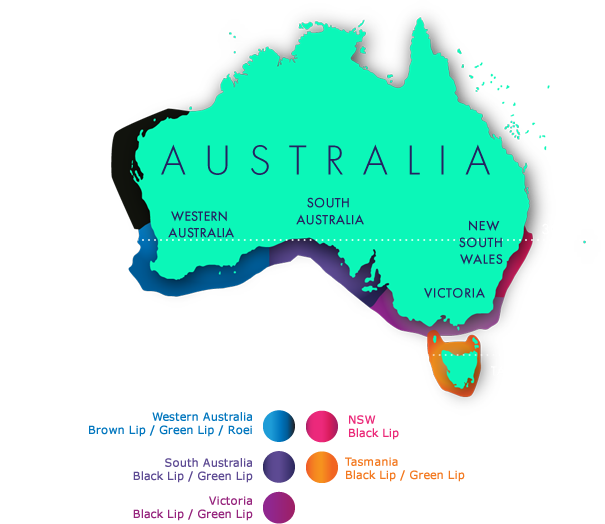 AUSTRALIA
WESTERN
AUSTRALIA
SOUTH
AUSTRALIA
NEW
SOUTH
WALES
VICTORIA
Western Australia
Brown Lip / Green Lip / Roei
NSW
Black Lip
South Australia
Black Lip / Green Lip
Tasmania
Black Lip / Green Lip
Victoria
Black Lip / Green Lip